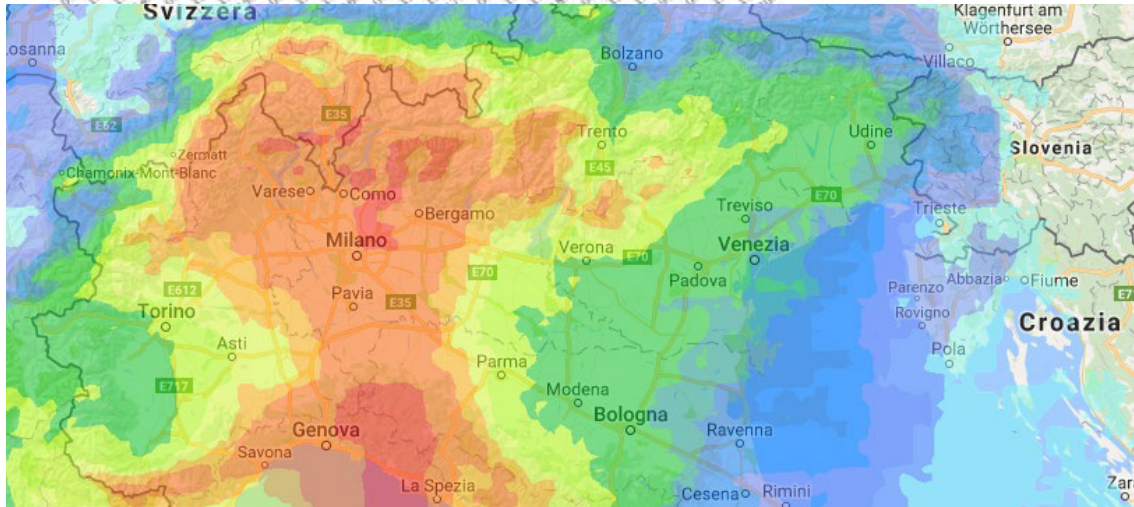 Svizzera
Klagenfurt am
Wörthersee
Losanna
Bolzano
Villaco
E62
E35
Trento
Udine
Zermatt
Chamonix-Mont-Blanc
E45
Slovenia
Varese
Como
Bergamo
E70
Treviso
Trieste
Milano
Verona
E70
Venezia
E70
Padova
Abbazia
Fiume
E612
Pavia
E35
Parenzo
E7
Torino
Rovigno
Croazia
Asti
Parma
Pola
E717
Modena
Bologna
Genova
Ravenna
Savona
La Spezia
Cesena
Rimini
Zar